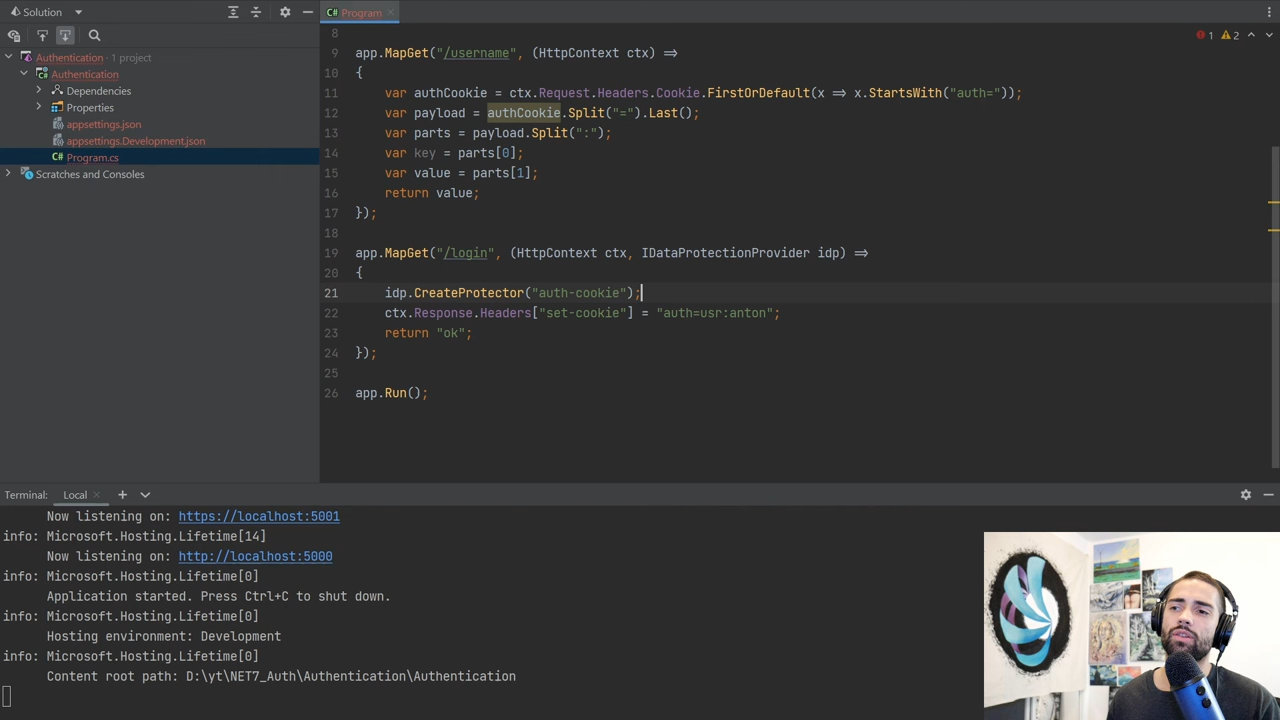 Solution
Program
Authentication · 1 project
Authentication
Dependencies
Properties
appsettings.json
appsettings.Development.json
C# Program.cs
Scratches and Consoles
1 2
8
9 app.MapGet("/username", (HttpContext ctx) =>
10 {
11 var authCookie = ctx.Request.Headers.Cookie.FirstOrDefault(x => x.StartsWith("auth="));
12 var payload = authCookie.Split("=").Last();
13 var parts = payload.Split(":");
14 var key = parts[0];
15 var value = parts[1];
16 return value;
17 });
18
19 app.MapGet("/login", (HttpContext ctx, IDataProtectionProvider idp) =>
20 {
21 idp.CreateProtector("auth-cookie");
22 ctx.Response.Headers["set-cookie"] = "auth=usr:anton";
23 return "ok";
24 });
25
26 app.Run();
Terminal: Local
Now listening on: https://localhost:5001
info: Microsoft.Hosting.Lifetime[14]
Now listening on: http://localhost:5000
info: Microsoft.Hosting.Lifetime[0]
Application started. Press Ctrl+C to shut down.
info: Microsoft.Hosting.Lifetime[0]
Hosting environment: Development
info: Microsoft.Hosting.Lifetime[0]
Content root path: D:\yt\NET7_Auth\Authentication\Authentication